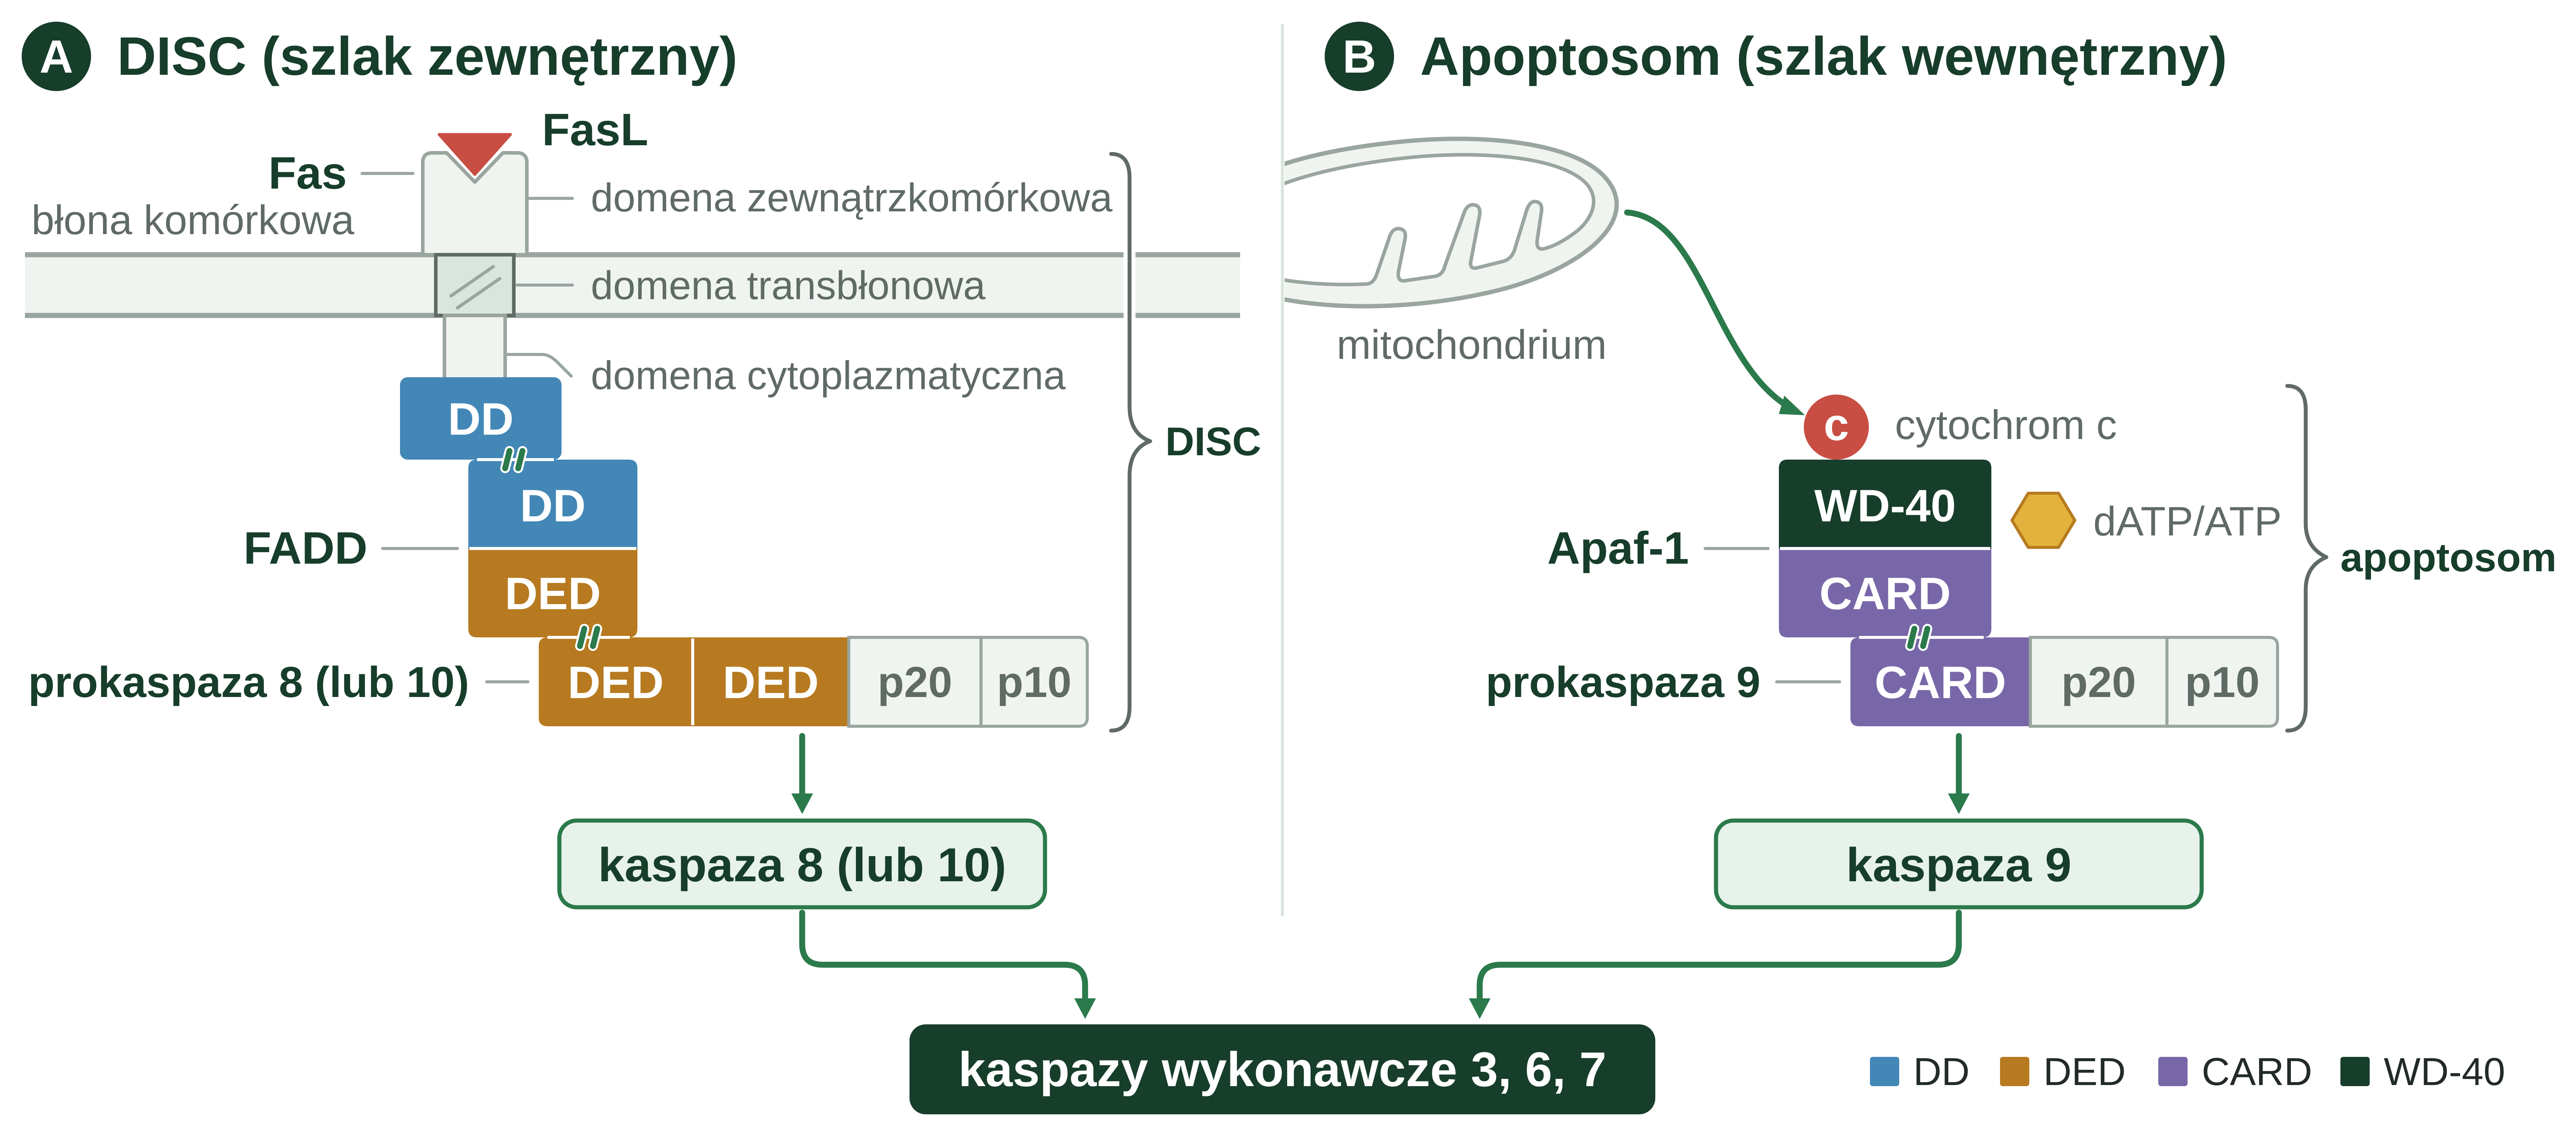 A DISC (szlak zewnętrzny)
FasL
Fas
domena zewnątrzkomórkowa
błona komórkowa
domena transbłonowa
domena cytoplazmatyczna
DD
DISC
DD
FADD
DED
prokaspaza 8 (lub 10)
DED DED p20 p10
kaspaza 8 (lub 10)
B Apoptosom (szlak wewnętrzny)
mitochondrium
c cytochrom c
WD-40
dATP/ATP
Apaf-1
apoptosom
CARD
prokaspaza 9
CARD p20 p10
kaspaza 9
kaspazy wykonawcze 3, 6, 7
DD DED CARD WD-40